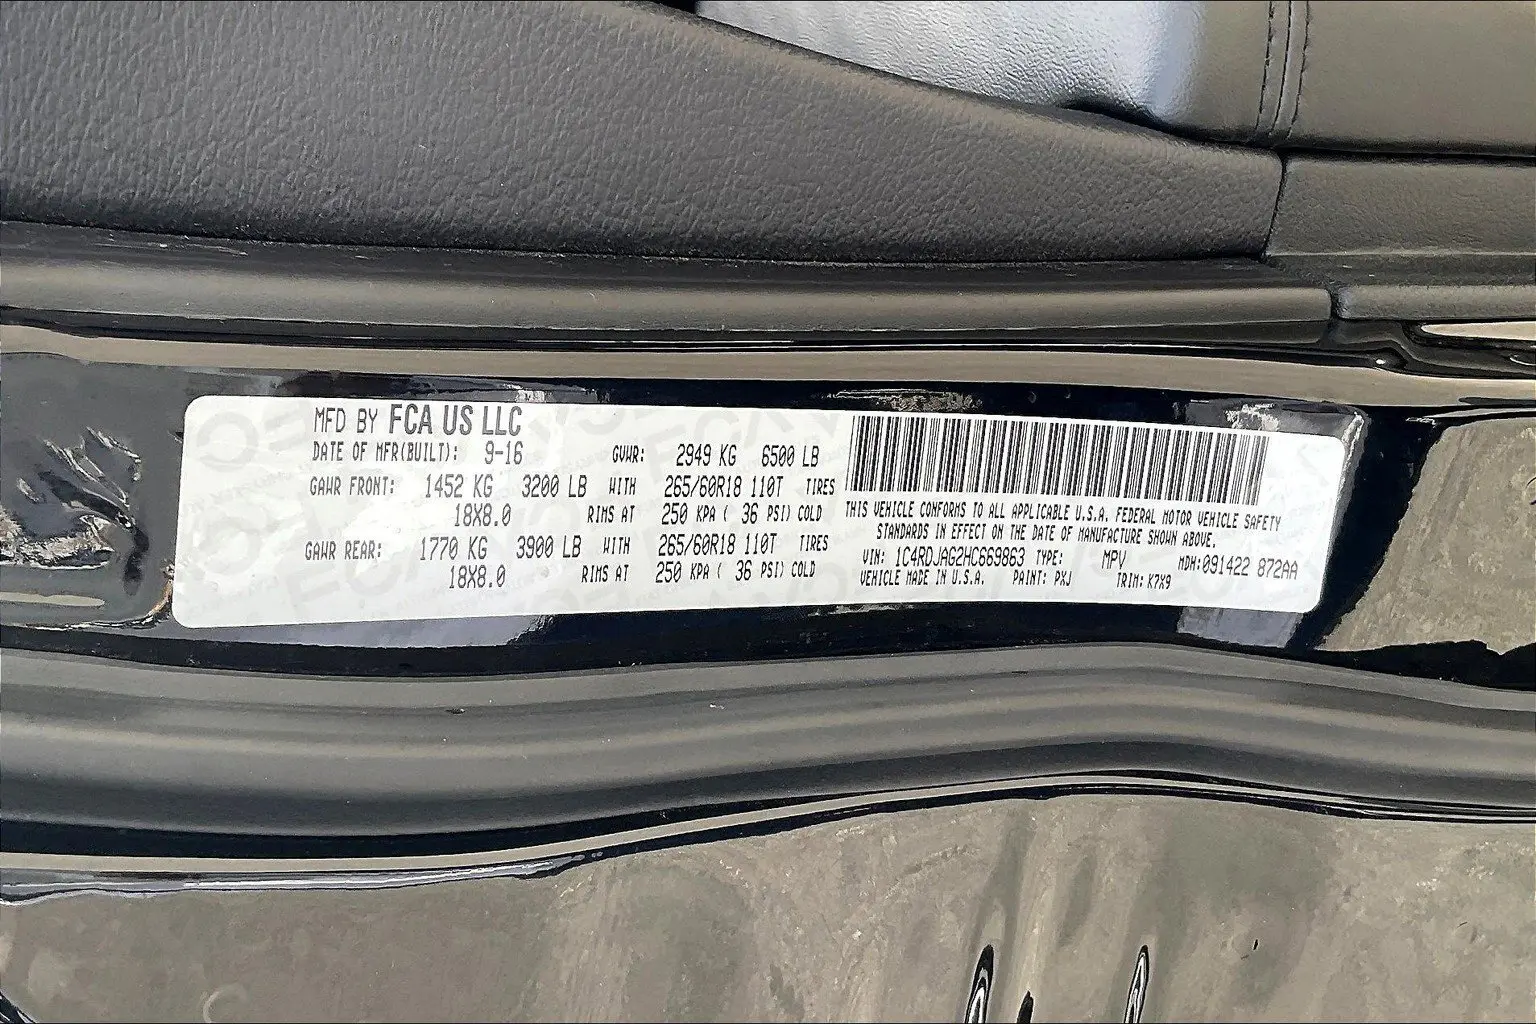 MFD BY FCA US LLC
DATE OF MFR(BUILT): 9-16 GVWR: 2949 KG 6500 LB
GAWR FRONT: 1452 KG 3200 LB WITH 265/60R18 110T TIRES
18X8.0 RIMS AT 250 KPA ( 36 PSI) COLD
GAWR REAR: 1770 KG 3900 LB WITH 265/60R18 110T TIRES
18X8.0 RIMS AT 250 KPA ( 36 PSI) COLD
THIS VEHICLE CONFORMS TO ALL APPLICABLE U.S.A. FEDERAL MOTOR VEHICLE SAFETY
STANDARDS IN EFFECT ON THE DATE OF MANUFACTURE SHOWN ABOVE.
VIN: 1C4RDJAG2HC669863 TYPE: MPV MDH:091422 872AA
VEHICLE MADE IN U.S.A. PAINT: PXJ TRIM: K7X9